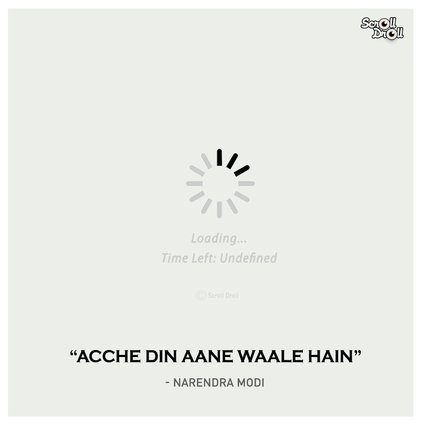 Scroll
Droll
Loading...
Time Left: Undefined
© Scroll Droll
“ACCHE DIN AANE WAALE HAIN”
- NARENDRA MODI